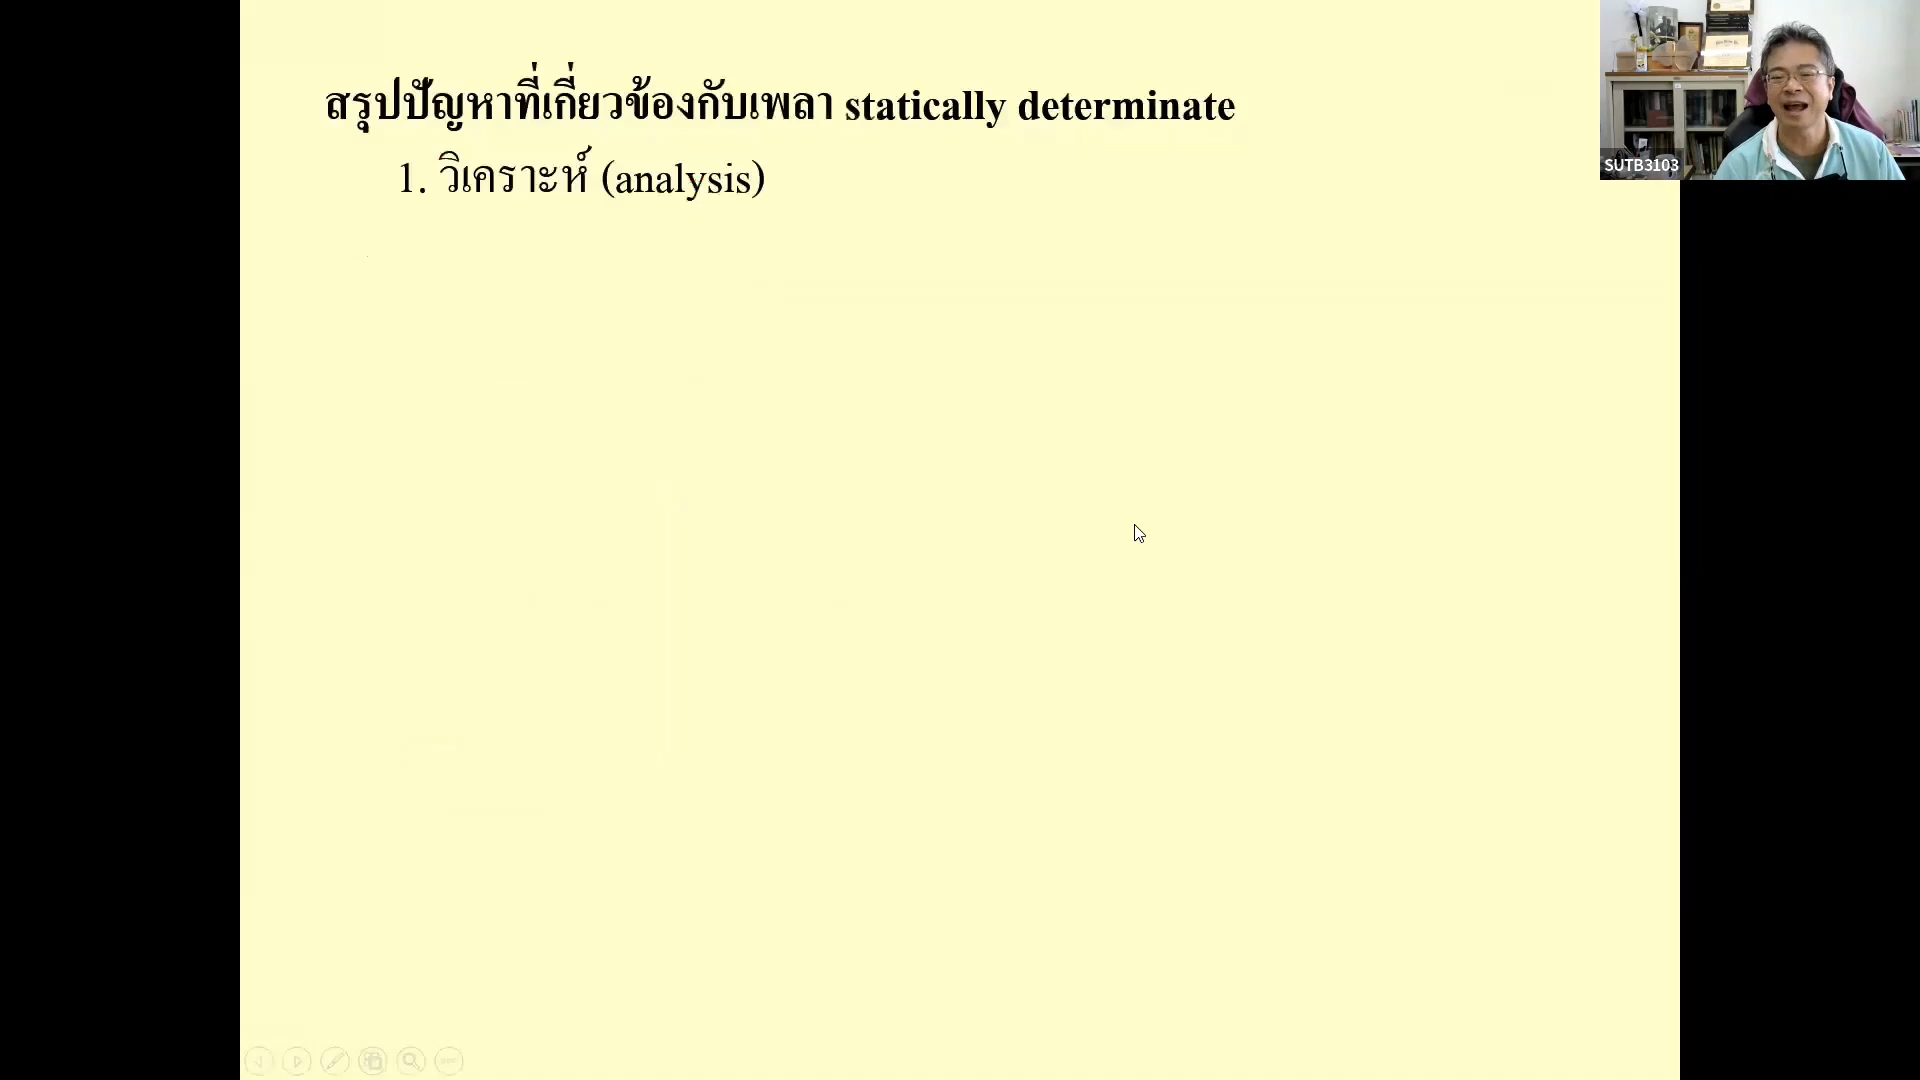 สรุปปัญหาที่เกี่ยวข้องกับเพลา statically determinate
1. วิเคราะห์ (analysis)
SUTB3103